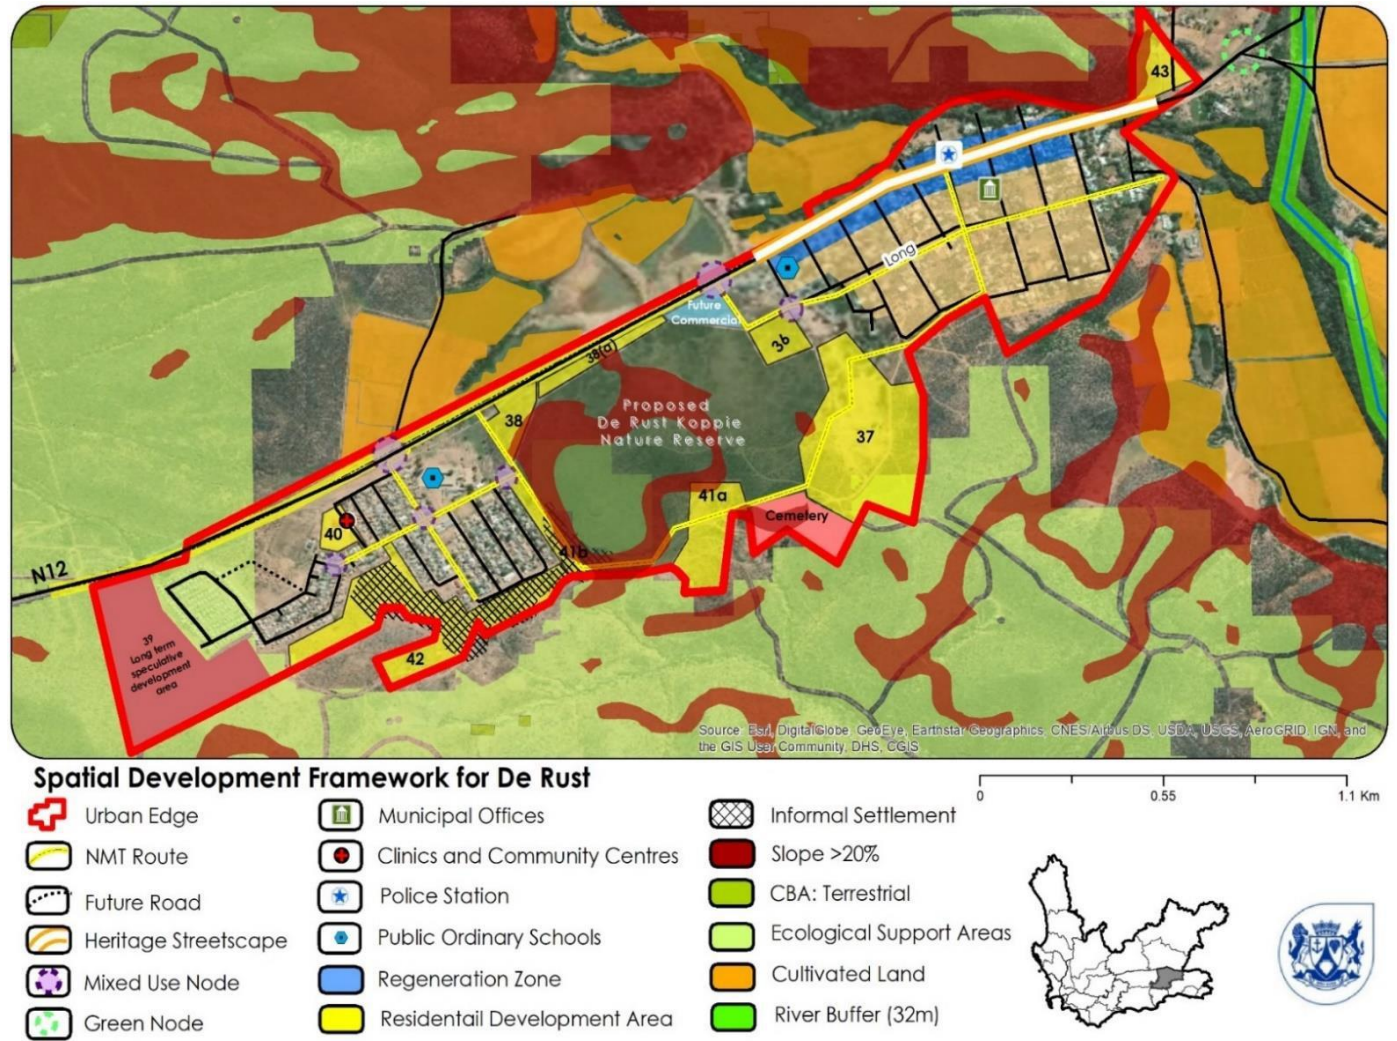 43
Long
Future
Commercial
36
38(a)
Proposed
De Rust Koppie
Nature Reserve
38
37
41a
Cemetery
40
41b
N12
39
Long term
speculative
development
area
42
Source: Esri, DigitalGlobe, GeoEye, Earthstar Geographics, CNES/Airbus DS, USDA, USGS, AeroGRID, IGN, and
the GIS User Community, DHS, CGIS
Spatial Development Framework for De Rust
0 0.55 1.1 Km
Urban Edge
NMT Route
Future Road
Heritage Streetscape
Mixed Use Node
Green Node
Municipal Offices
Clinics and Community Centres
Police Station
Public Ordinary Schools
Regeneration Zone
Residentail Development Area
Informal Settlement
Slope >20%
CBA: Terrestrial
Ecological Support Areas
Cultivated Land
River Buffer (32m)